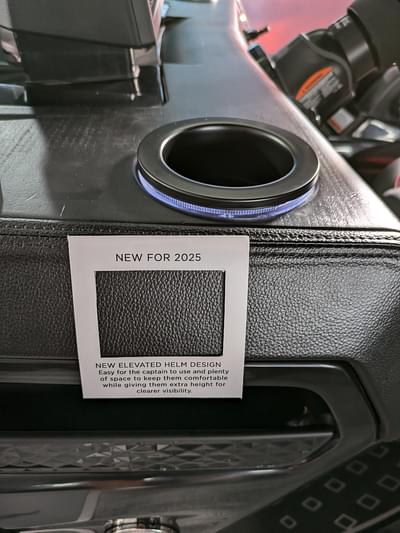 NEW FOR 2025
NEW ELEVATED HELM DESIGN
Easy for the captain to use and plenty
of space to keep them comfortable
while giving them extra height for
clearer visibility.